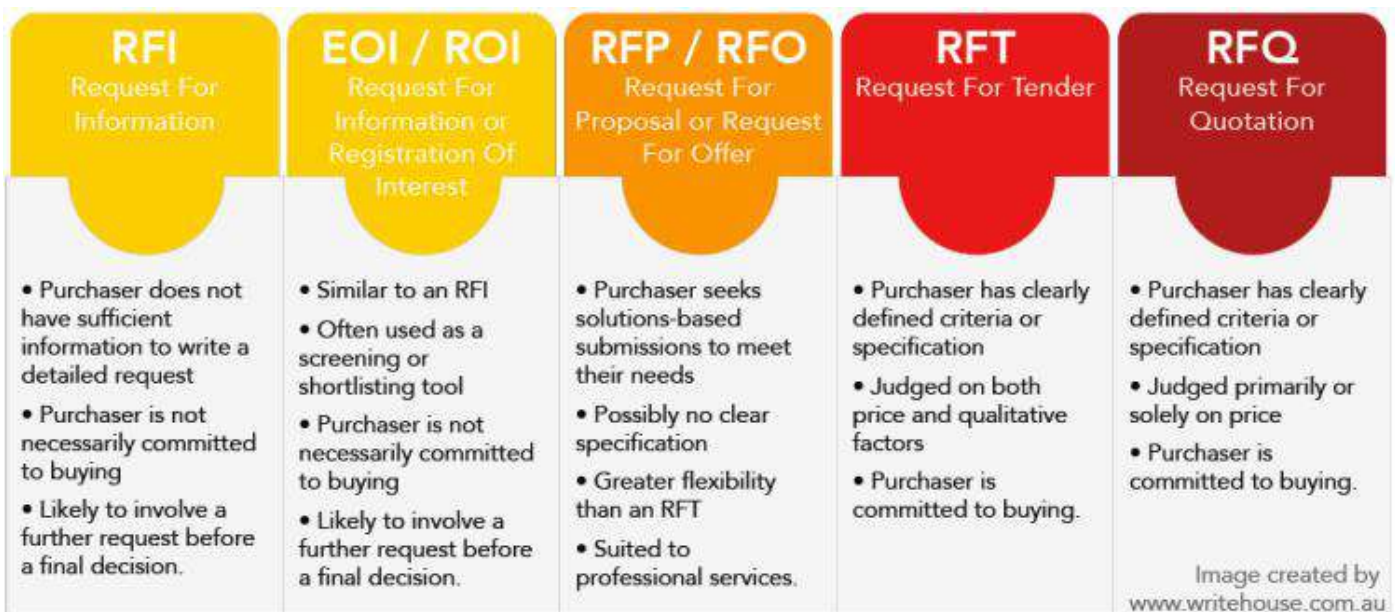 RFI
Request For
Information
• Purchaser does not
have sufficient
information to write a
detailed request
• Purchaser is not
necessarily committed
to buying
• Likely to involve a
further request before
a final decision.
EOI / ROI
Request For
Information or
Registration Of
Interest
• Similar to an RFI
• Often used as a
screening or
shortlisting tool
• Purchaser is not
necessarily committed
to buying
• Likely to involve a
further request before
a final decision.
RFP / RFO
Request For
Proposal or Request
For Offer
• Purchaser seeks
solutions-based
submissions to meet
their needs
• Possibly no clear
specification
• Greater flexibility
than an RFT
• Suited to
professional services.
RFT
Request For Tender
• Purchaser has clearly
defined criteria or
specification
• Judged on both
price and qualitative
factors
• Purchaser is
committed to buying.
RFQ
Request For
Quotation
• Purchaser has clearly
defined criteria or
specification
• Judged primarily or
solely on price
• Purchaser is
committed to buying.
Image created by
www.writehouse.com.au